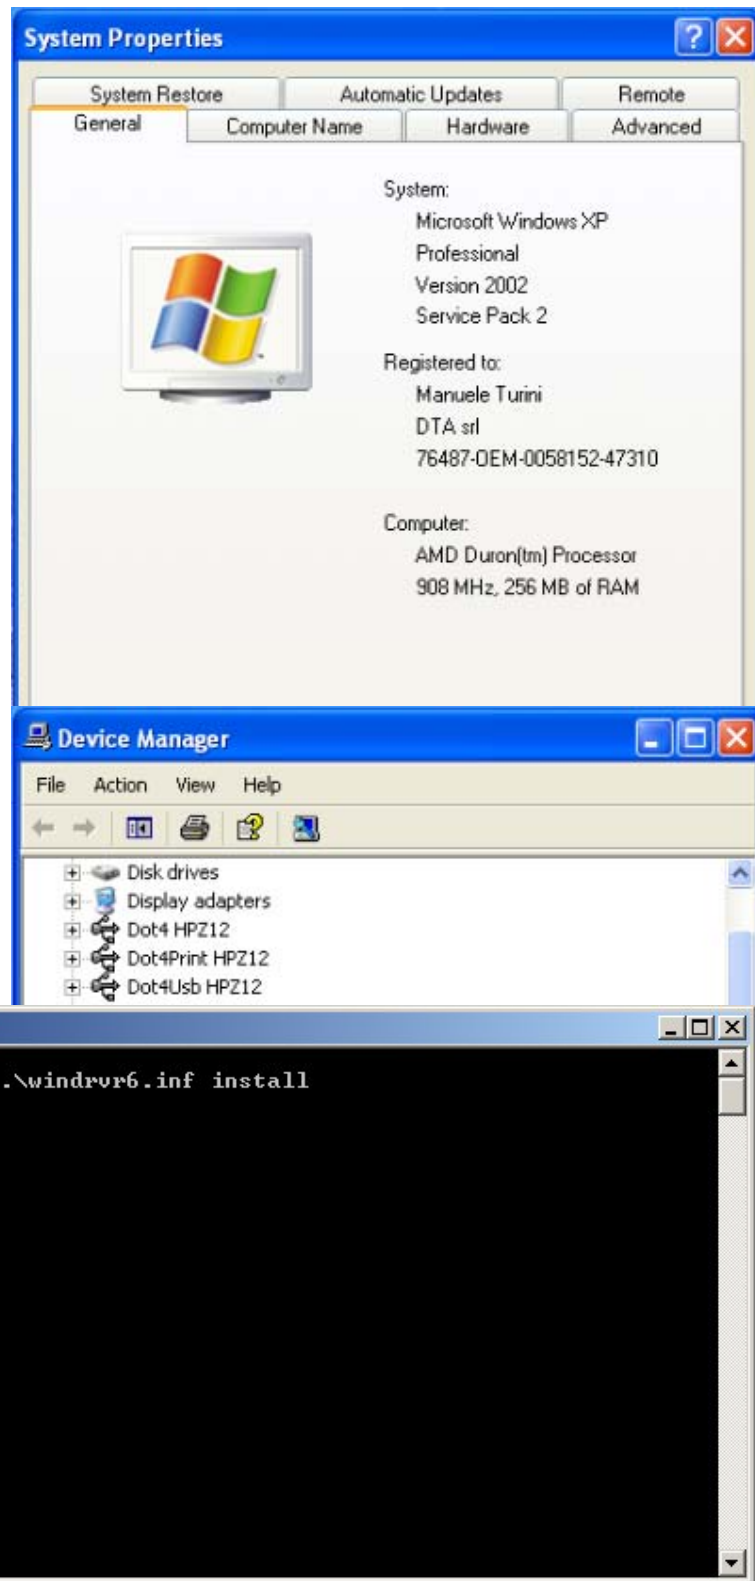 System Properties
System Restore Automatic Updates Remote
General Computer Name Hardware Advanced
System:
Microsoft Windows XP
Professional
Version 2002
Service Pack 2
Registered to:
Manuele Turini
DTA srl
76487-OEM-0058152-47310
Computer:
AMD Duron(tm) Processor
908 MHz, 256 MB of RAM
Device Manager
File Action View Help
Disk drives
Display adapters
Dot4 HPZ12
Dot4Print HPZ12
Dot4Usb HPZ12
.\windrvr6.inf install